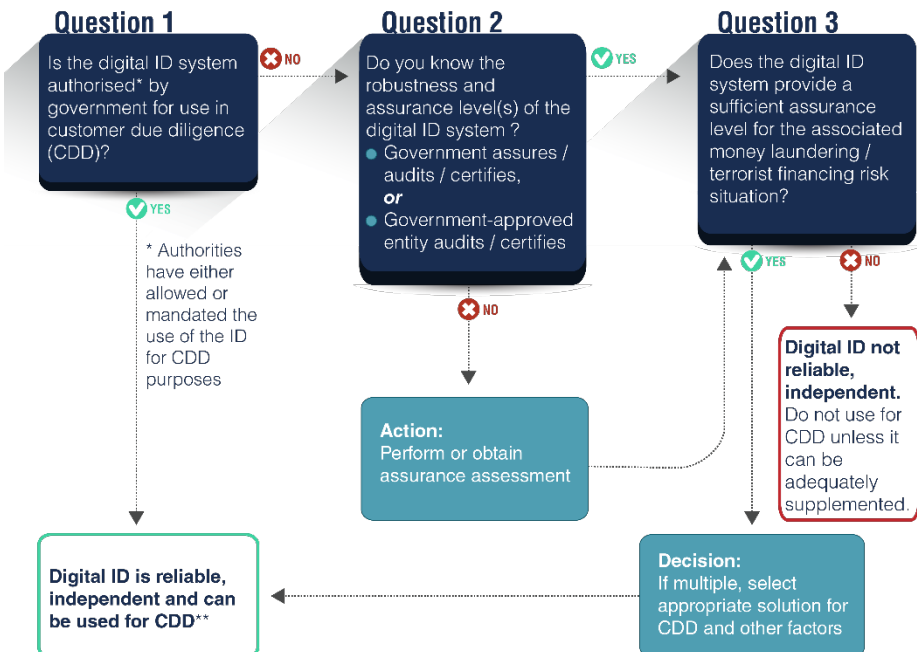 Question 1
Is the digital ID system
authorised* by
government for use in
customer due diligence
(CDD)?
NO
YES
* Authorities
have either
allowed or
mandated the
use of the ID
for CDD
purposes
Question 2
Do you know the
robustness and
assurance level(s) of the
digital ID system ?
Government assures /
audits / certifies,
or
Government-approved
entity audits / certifies
YES
NO
Question 3
Does the digital ID
system provide a
sufficient assurance
level for the associated
money laundering /
terrorist financing risk
situation?
YES
NO
Digital ID not
reliable,
independent.
Do not use for
CDD unless it
can be
adequately
supplemented.
Action:
Perform or obtain
assurance assessment
Decision:
If multiple, select
appropriate solution for
CDD and other factors
Digital ID is reliable,
independent and can
be used for CDD**